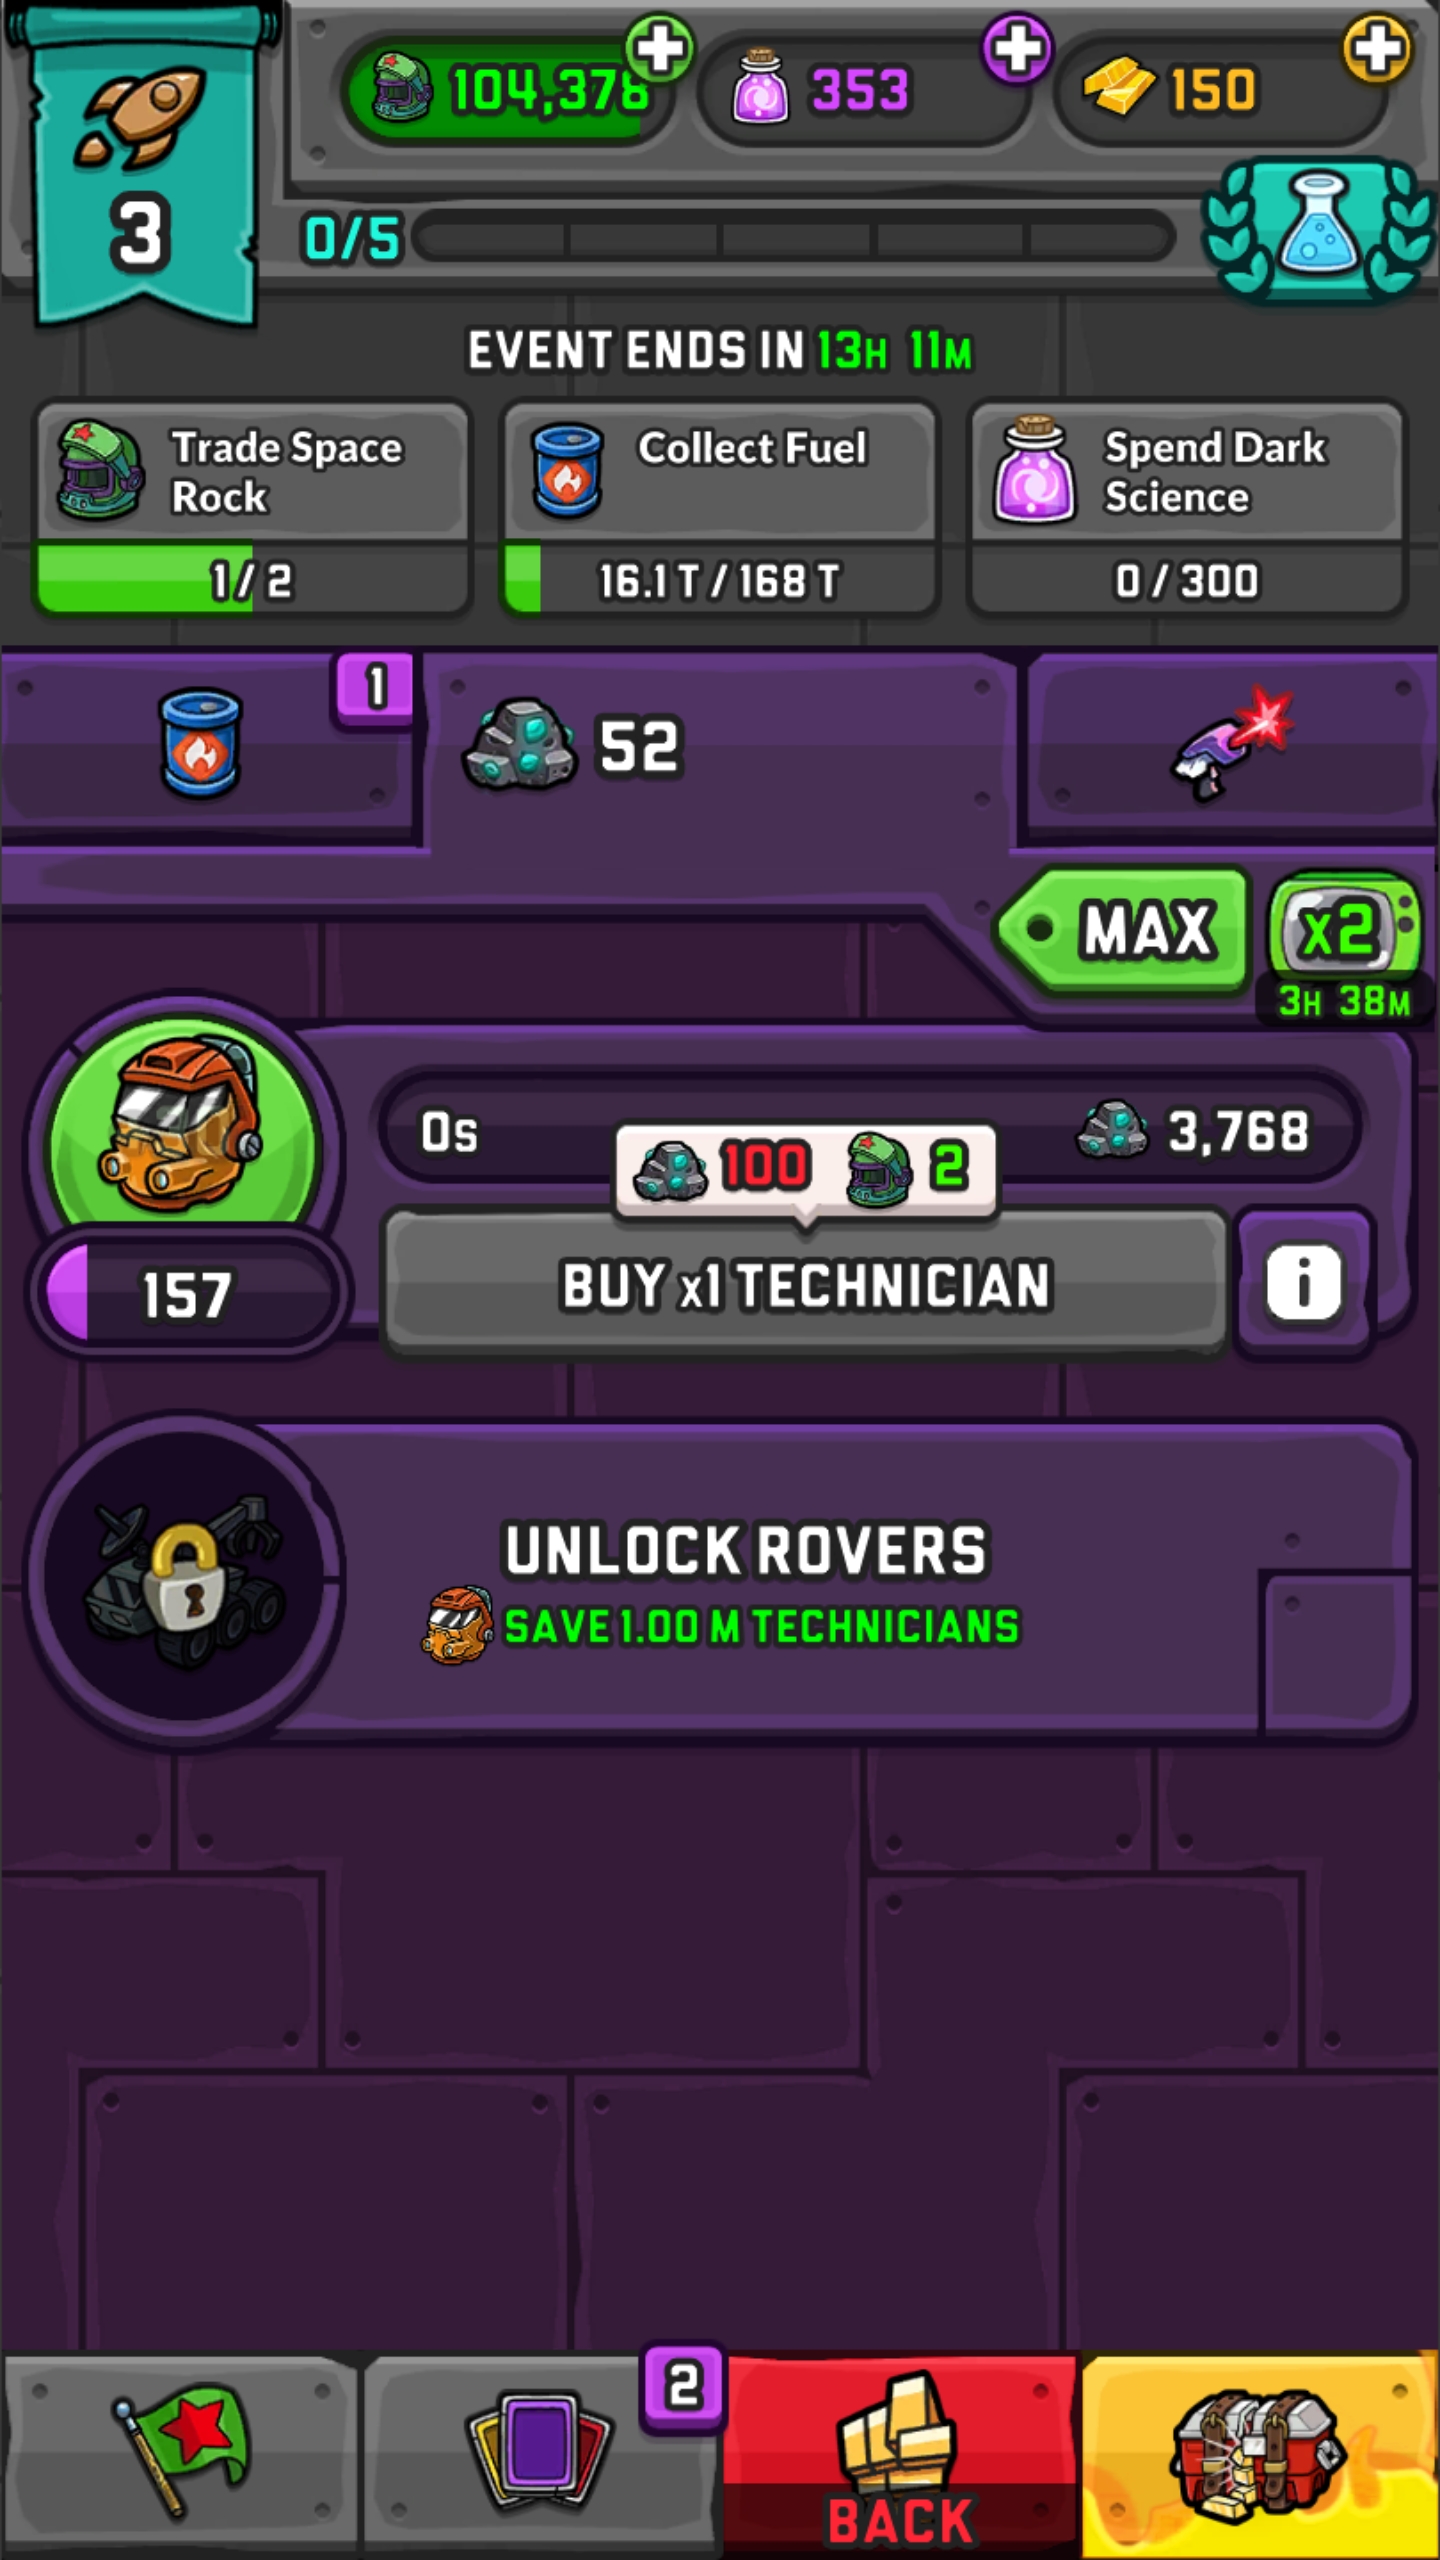 104,378
353
150
3
0/5
EVENT ENDS IN 13H 11M
Trade Space
Rock
1 / 2
Collect Fuel
16.1 T / 168 T
Spend Dark
Science
0 / 300
1
52
MAX
x2
3H 38M
0s
3,768
100
2
157
BUY x1 TECHNICIAN
i
UNLOCK ROVERS
SAVE 1.00 M TECHNICIANS
2
BACK